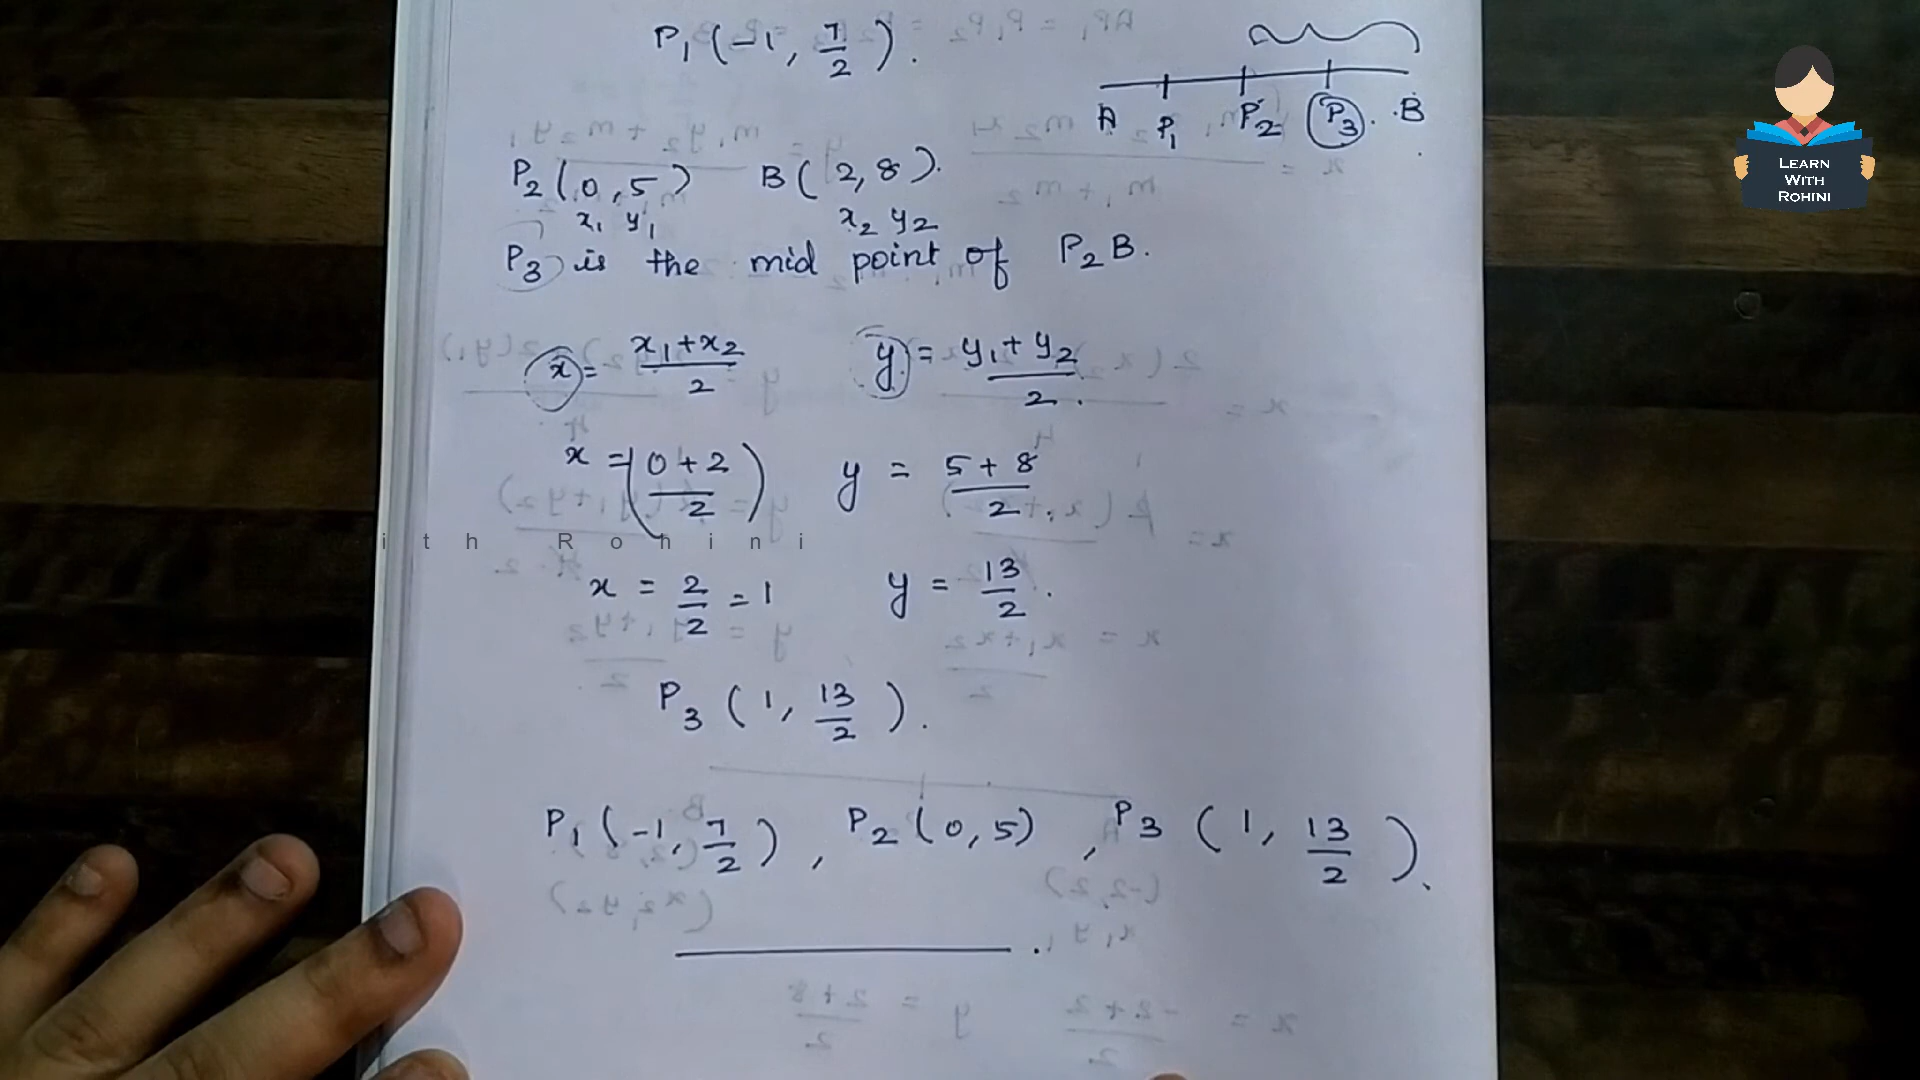 P₁(-1, 7/2).
A P₁ P₂ P₃. B
P₂(0,5) B(2,8).
x₁ y₁ x₂ y₂
P₃ is the mid point of P₂B.
x = (x₁+x₂)/2 y = (y₁+y₂)/2.
x = (0+2/2) y = (5+8)/2.
x = 2/2 = 1 y = 13/2.
P₃(1, 13/2).
P₁(-1, 7/2), P₂(0,5), P₃(1, 13/2).
ith Rohini
LEARN
WITH
ROHINI